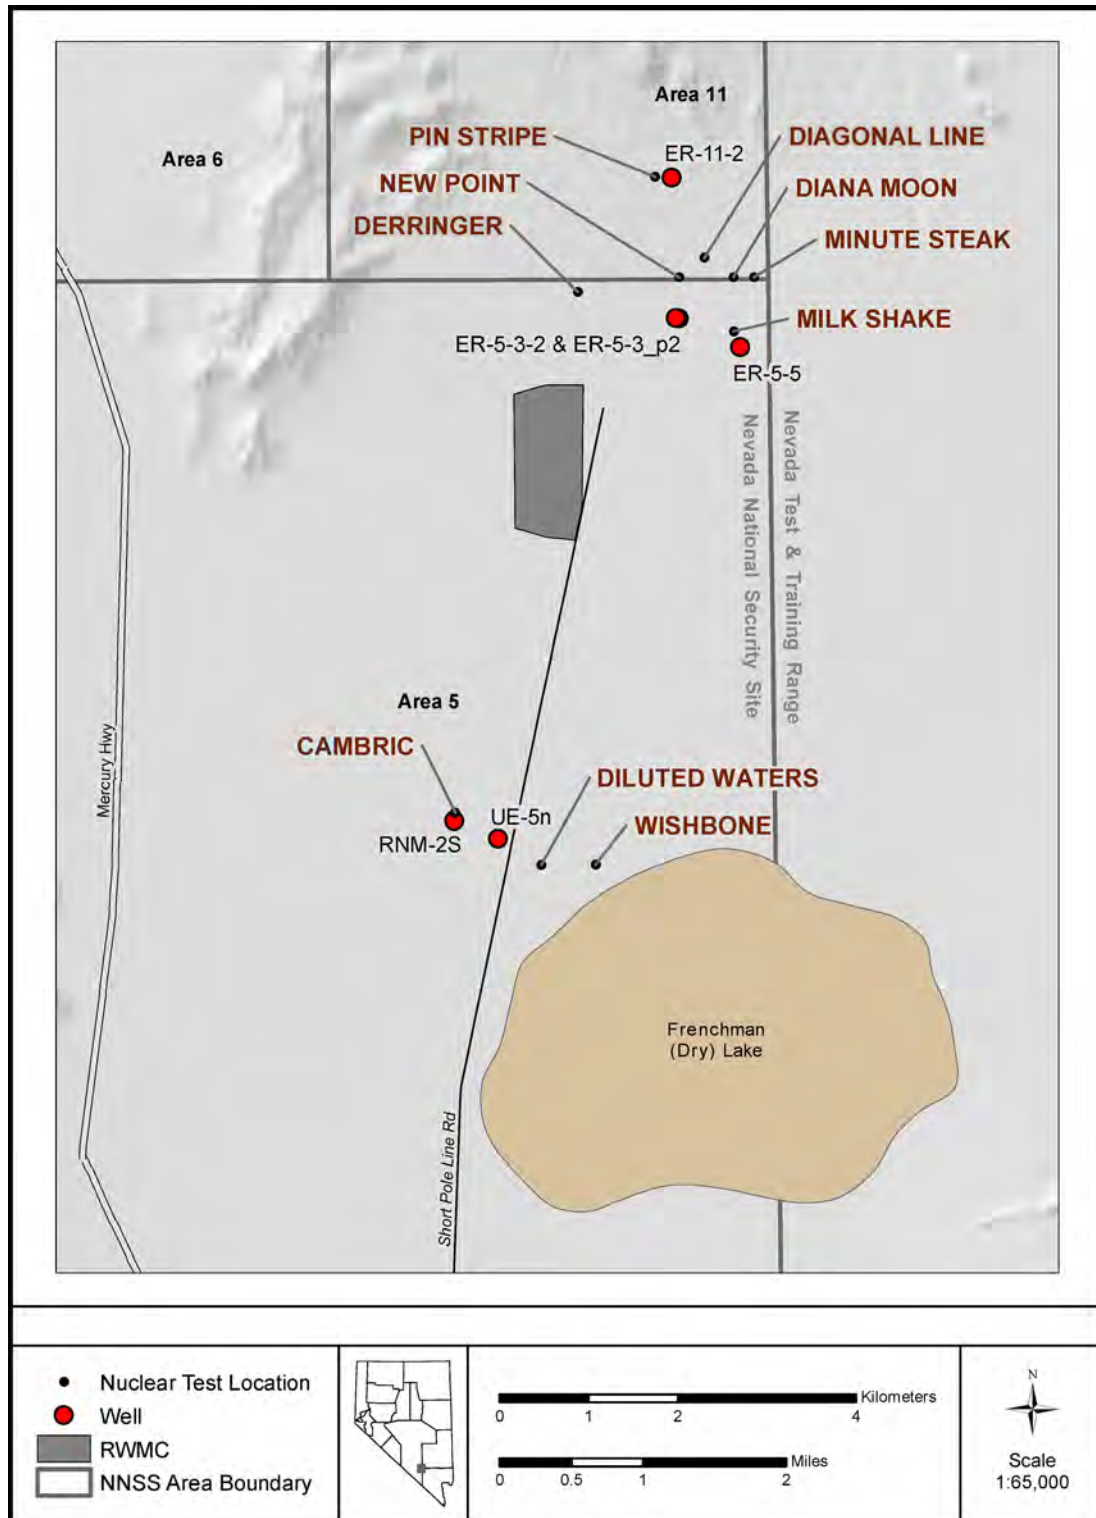 Area 11
PIN STRIPE
DIAGONAL LINE
Area 6
ER-11-2
NEW POINT
DIANA MOON
DERRINGER
MINUTE STEAK
MILK SHAKE
ER-5-3-2 & ER-5-3_p2
ER-5-5
Nevada Test & Training Range
Nevada National Security Site
Area 5
Mercury Hwy
CAMBRIC
DILUTED WATERS
UE-5n
WISHBONE
RNM-2S
Frenchman
(Dry) Lake
Short Pole Line Rd
Nuclear Test Location
Well
RWMC
NNSS Area Boundary
Kilometers
0 1 2 4
Miles
0 0.5 1 2
N
Scale
1:65,000